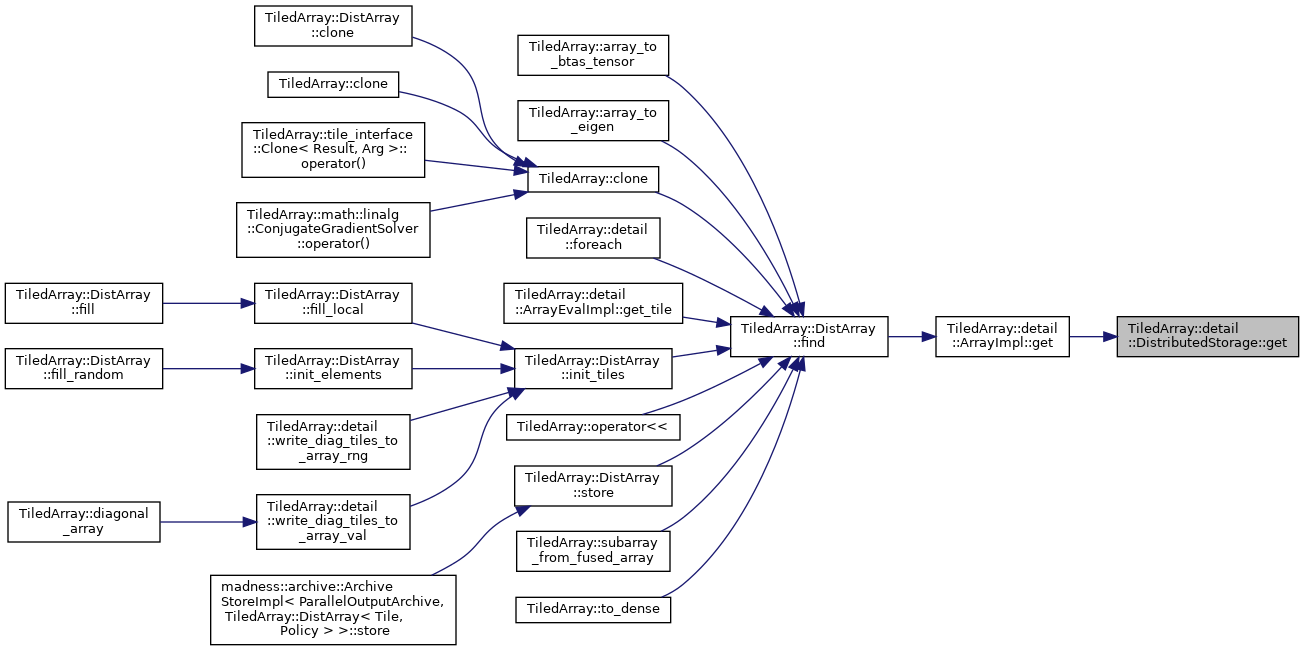 TiledArray::DistArray
::clone
TiledArray::clone
TiledArray::tile_interface
::Clone< Result, Arg >::
operator()
TiledArray::math::linalg
::ConjugateGradientSolver
::operator()
TiledArray::DistArray
::fill
TiledArray::DistArray
::fill_local
TiledArray::DistArray
::fill_random
TiledArray::DistArray
::init_elements
TiledArray::detail
::write_diag_tiles_to
_array_rng
TiledArray::diagonal
_array
TiledArray::detail
::write_diag_tiles_to
_array_val
madness::archive::Archive
StoreImpl< ParallelOutputArchive,
TiledArray::DistArray< Tile,
Policy > >::store
TiledArray::array_to
_btas_tensor
TiledArray::array_to
_eigen
TiledArray::clone
TiledArray::detail
::foreach
TiledArray::detail
::ArrayEvalImpl::get_tile
TiledArray::DistArray
::init_tiles
TiledArray::operator<<
TiledArray::DistArray
::store
TiledArray::subarray
_from_fused_array
TiledArray::to_dense
TiledArray::DistArray
::find
TiledArray::detail
::ArrayImpl::get
TiledArray::detail
::DistributedStorage::get